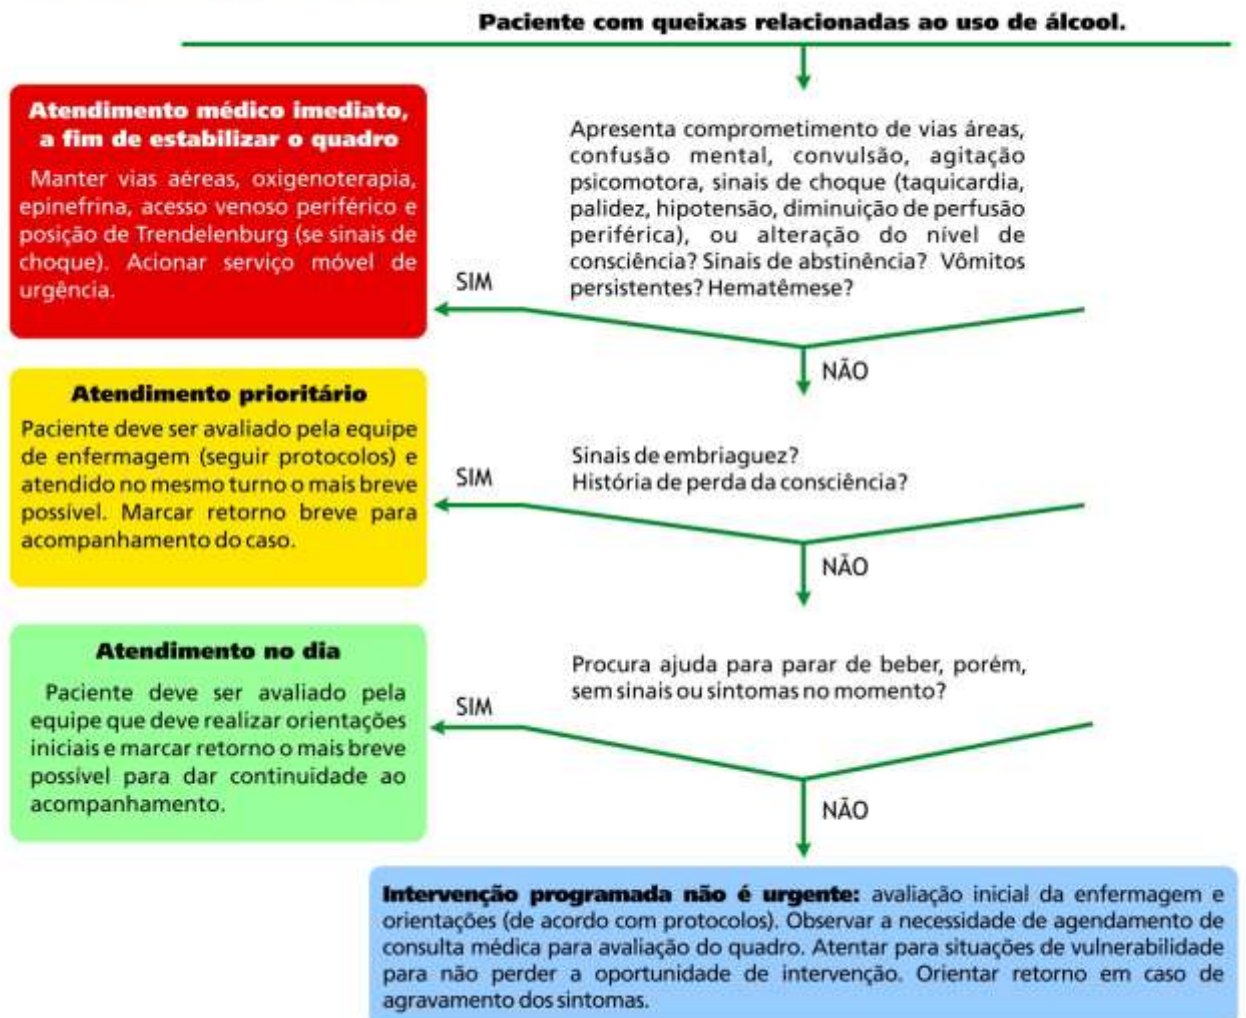 Paciente com queixas relacionadas ao uso de álcool.
Atendimento médico imediato,
a fim de estabilizar o quadro
Manter vias aéreas, oxigenoterapia,
epinefrina, acesso venoso periférico e
posição de Trendelenburg (se sinais de
choque). Acionar serviço móvel de
urgência.
Apresenta comprometimento de vias áreas,
confusão mental, convulsão, agitação
psicomotora, sinais de choque (taquicardia,
palidez, hipotensão, diminuição de perfusão
periférica), ou alteração do nível de
consciência? Sinais de abstinência? Vômitos
persistentes? Hematêmese?
SIM
NÃO
Atendimento prioritário
Paciente deve ser avaliado pela equipe
de enfermagem (seguir protocolos) e
atendido no mesmo turno o mais breve
possível. Marcar retorno breve para
acompanhamento do caso.
Sinais de embriaguez?
História de perda da consciência?
SIM
NÃO
Atendimento no dia
Paciente deve ser avaliado pela
equipe que deve realizar orientações
iniciais e marcar retorno o mais breve
possível para dar continuidade ao
acompanhamento.
Procura ajuda para parar de beber, porém,
sem sinais ou sintomas no momento?
SIM
NÃO
Intervenção programada não é urgente: avaliação inicial da enfermagem e
orientações (de acordo com protocolos). Observar a necessidade de agendamento de
consulta médica para avaliação do quadro. Atentar para situações de vulnerabilidade
para não perder a oportunidade de intervenção. Orientar retorno em caso de
agravamento dos sintomas.